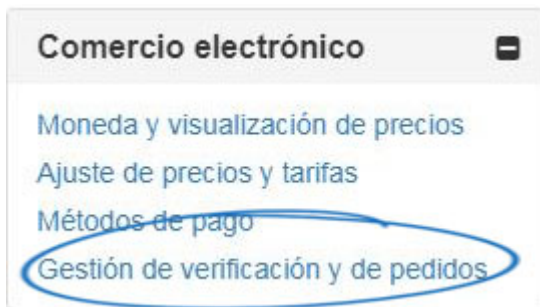 Comercio electrónico
Moneda y visualización de precios
Ajuste de precios y tarifas
Métodos de pago
Gestión de verificación y de pedidos